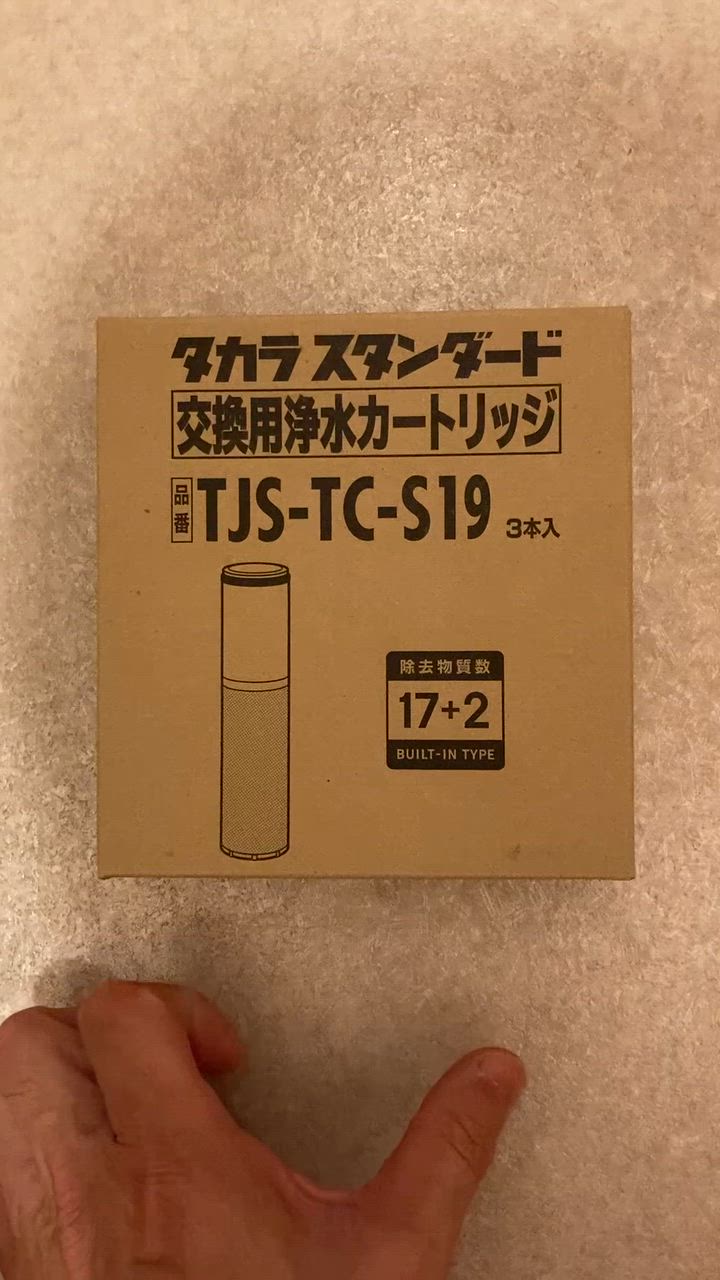 タカラスタンダード
交換用浄水カートリッジ
品番 TJS-TC-S19 3本入
除去物質数
17+2
BUILT-IN TYPE